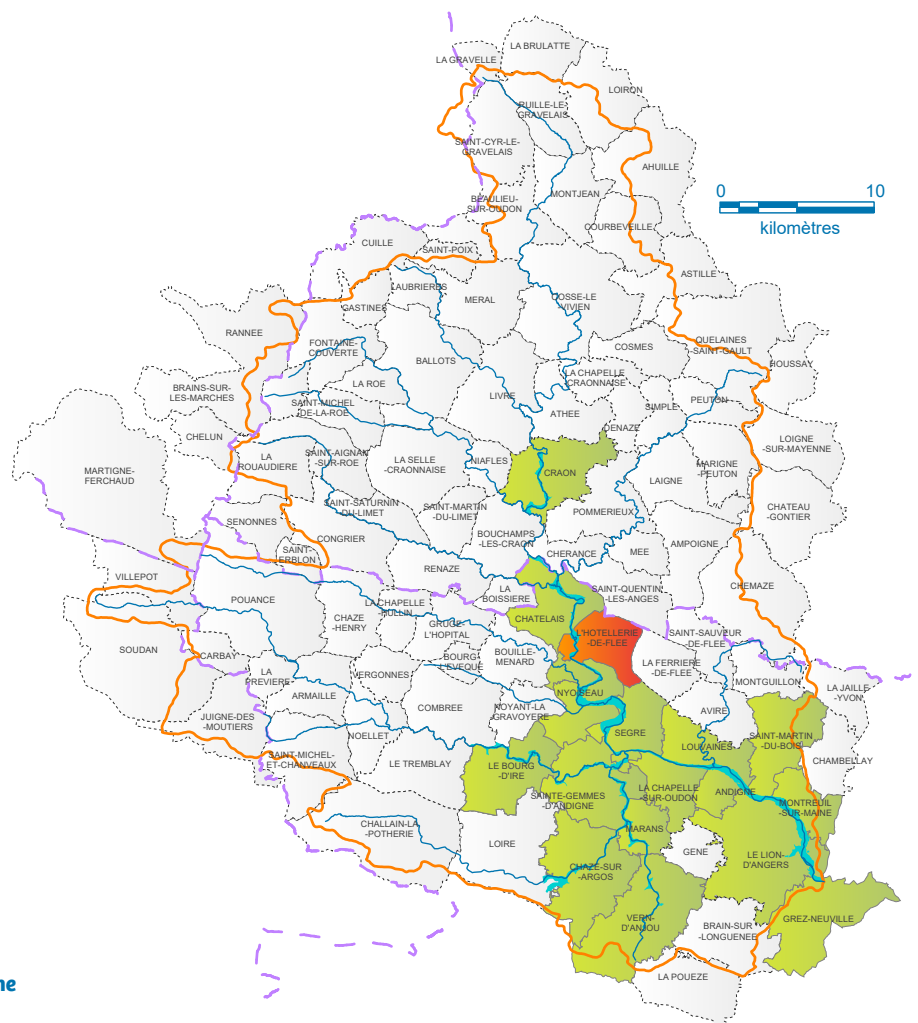 LA BRULATTE
LA GRAVELLE
LOIRON
RUILLE-LE-
GRAVELAIS
SAINT-CYR-LE-
GRAVELAIS
AHUILLE
0 10
kilomètres
MONTJEAN
BEAULIEU-
SUR-OUDON
COURBEVEILLE
CUILLE
SAINT-POIX
ASTILLE
LAUBRIERES
MERAL
COSSE-LE
-VIVIEN
GASTINES
RANNEE
FONTAINE-
COUVERTE
COSMES
QUELAINES
-SAINT-GAULT
HOUSSAY
BALLOTS
LA ROE
LA CHAPELLE
-CRAONNAISE
BRAINS-SUR-
LES-MARCHES
LIVRE
SAINT-MICHEL
-DE-LA-ROE
SIMPLE
PEUTON
ATHEE
DENAZE
CHELUN
LOIGNE
-SUR-MAYENNE
LA
ROUAUDIERE
SAINT-AIGNAN
-SUR-ROE
LA SELLE
-CRAONNAISE
NIAFLES
CRAON
MARIGNE
-PEUTON
MARTIGNE-
FERCHAUD
LAIGNE
SAINT-SATURNIN
-DU-LIMET
SAINT-MARTIN
-DU-LIMET
POMMERIEUX
CHATEAU
-GONTIER
SENONNES
CONGRIER
BOUCHAMPS
-LES-CRAON
SAINT-
ERBLON
CHERANCE
MEE
AMPOIGNE
RENAZE
VILLEPOT
LA
BOISSIERE
SAINT-QUENTIN
-LES-ANGES
CHEMAZE
POUANCE
LA CHAPELLE
-HULLIN
CHAZE
-HENRY
GRUGE-
L'HOPITAL
CHATELAIS
L'HOTELLERIE
-DE-FLEE
SAINT-SAUVEUR
-DE-FLEE
SOUDAN
CARBAY
BOUILLE-
MENARD
BOURG-
L'EVEQUE
LA FERRIERE
-DE-FLEE
LA
PREVIERE
VERGONNES
MONTGUILLON
LA JAILLE
-YVON
ARMAILLE
NYOISEAU
COMBREE
NOYANT-LA
-GRAVOYERE
AVIRE
JUIGNE-DES
-MOUTIERS
NOELLET
SEGRE
SAINT-MARTIN
-DU-BOIS
LOUVAINES
SAINT-MICHEL-
ET-CHANVEAUX
LE TREMBLAY
LE BOURG
-D'IRE
CHAMBELLAY
LA CHAPELLE
-SUR-OUDON
ANDIGNE
SAINTE-GEMMES
-D'ANDIGNE
MONTREUIL
-SUR-MAINE
CHALLAIN-LA
-POTHERIE
MARANS
LOIRE
GENE
LE LION-
D'ANGERS
CHAZE-SUR
-ARGOS
VERN-
D'ANJOU
GREZ-NEUVILLE
BRAIN-SUR
-LONGUENEE
LA POUEZE
ne